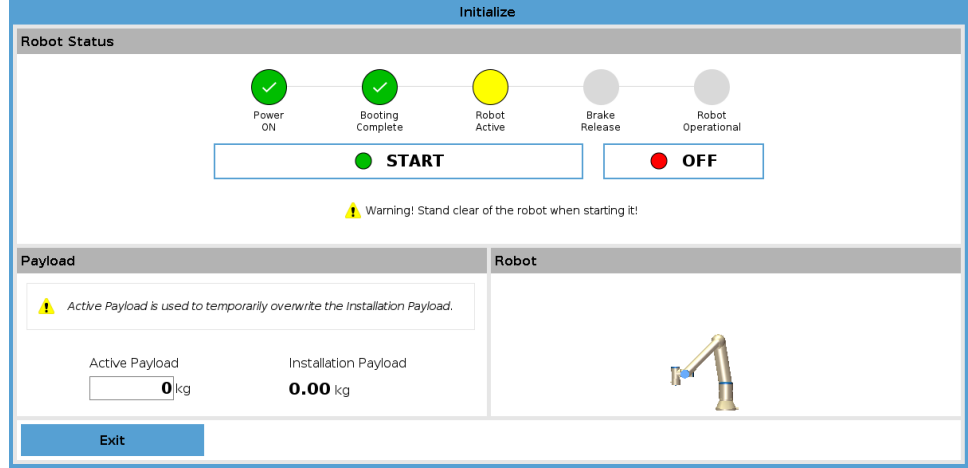 Initialize
Robot Status
Power
ON
Booting
Complete
Robot
Active
Brake
Release
Robot
Operational
START
OFF
Warning! Stand clear of the robot when starting it!
Payload
Robot
Active Payload is used to temporarily overwrite the Installation Payload.
Active Payload
Installation Payload
0 kg
0.00 kg
Exit